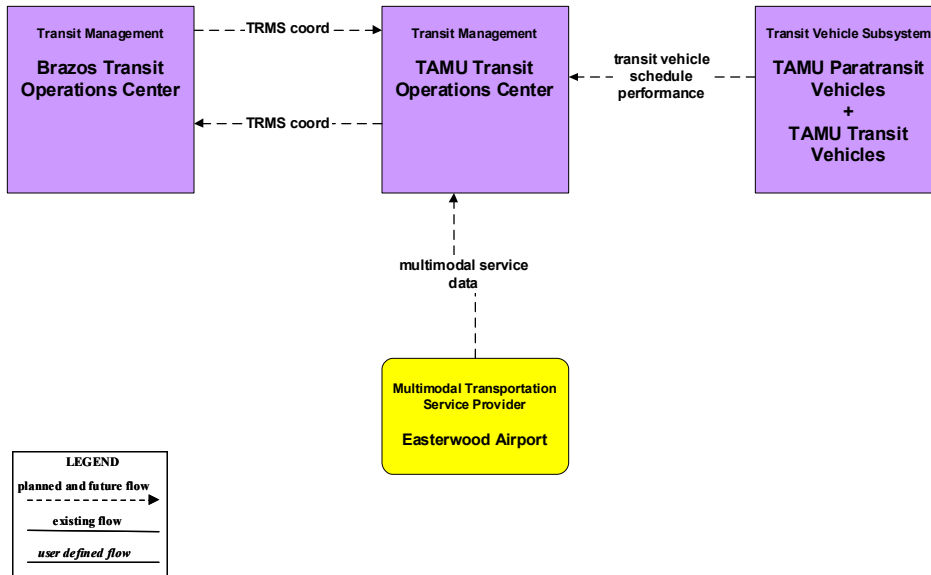 Transit Management
Brazos Transit
Operations Center
TRMS coord
TRMS coord
Transit Management
TAMU Transit
Operations Center
transit vehicle
schedule
performance
Transit Vehicle Subsystem
TAMU Paratransit
Vehicles
+
TAMU Transit
Vehicles
multimodal service
data
Multimodal Transportation
Service Provider
Easterwood Airport
LEGEND
planned and future flow
existing flow
user defined flow